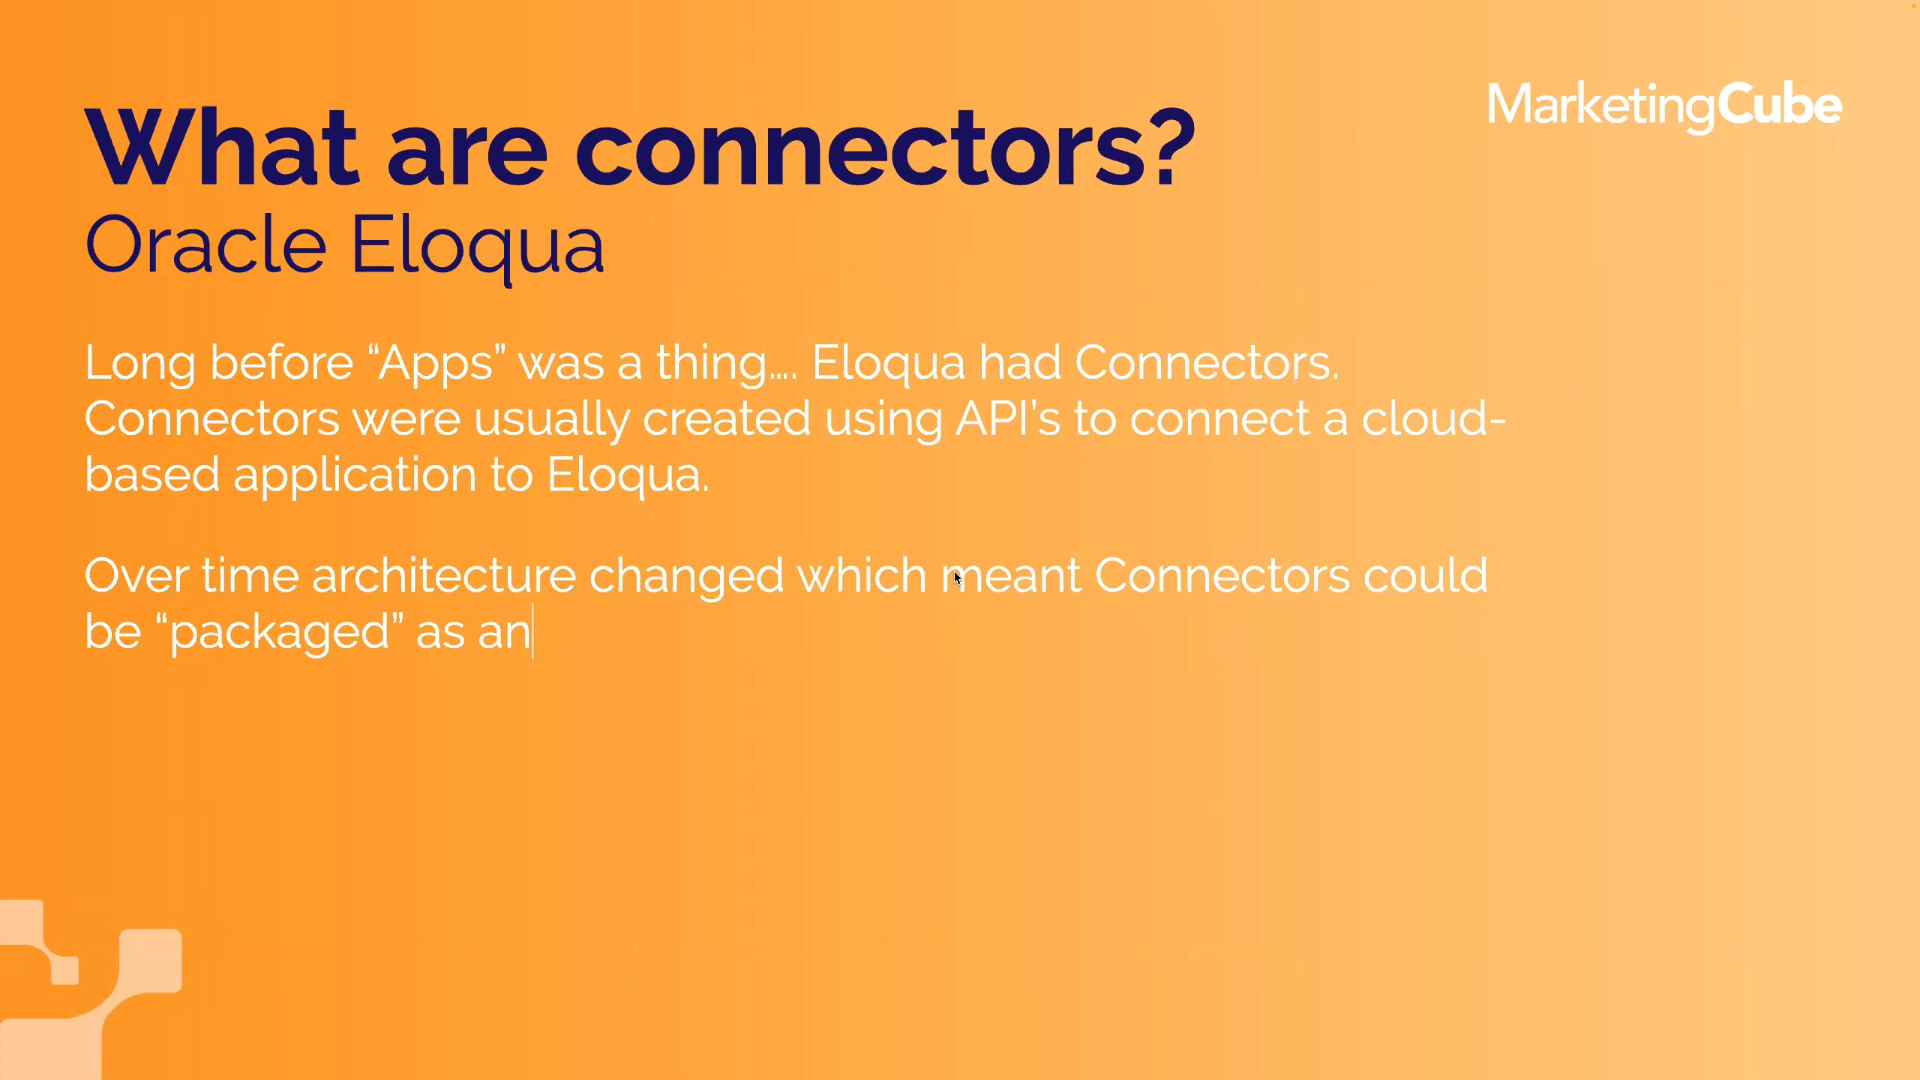 What are connectors?
MarketingCube
Oracle Eloqua
Long before “Apps” was a thing.... Eloqua had Connectors.
Connectors were usually created using API’s to connect a cloud-
based application to Eloqua.
Over time architecture changed which meant Connectors could
be “packaged” as an